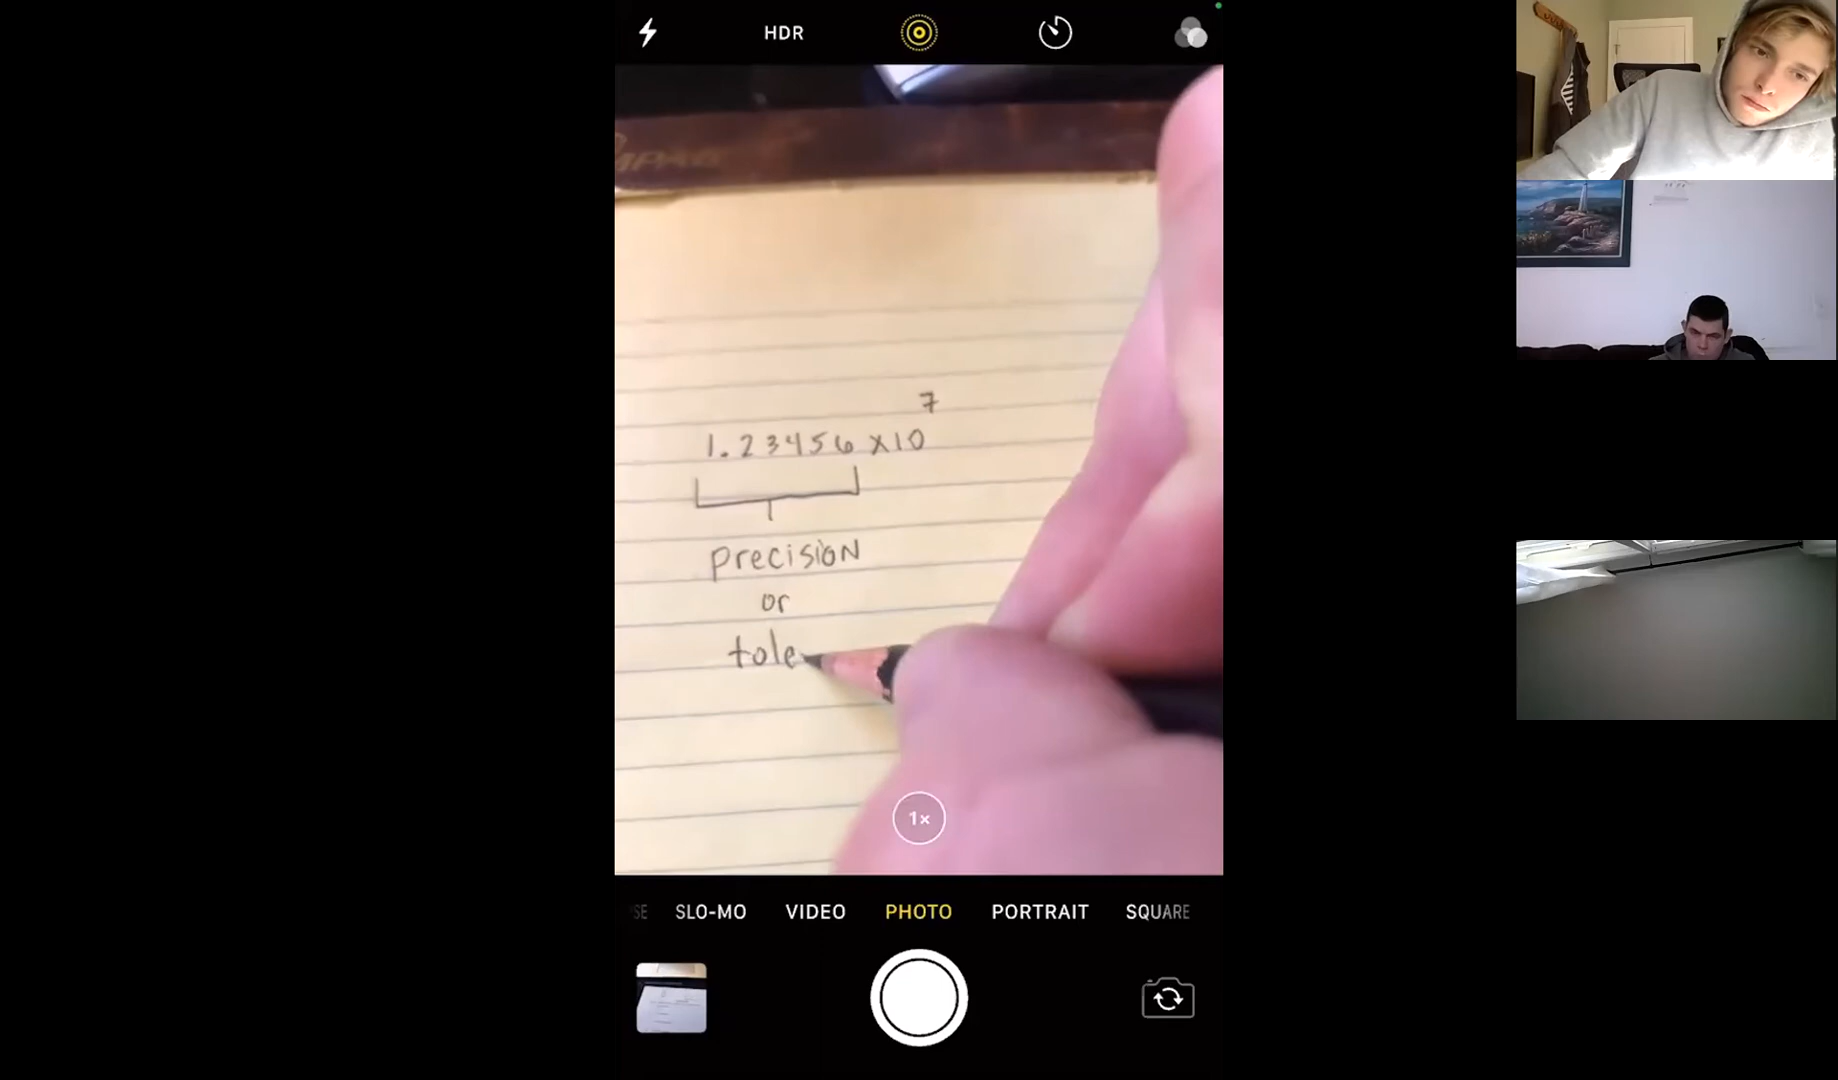 HDR
7
1.23456 x10
precision
or
tole
1x
SLO-MO VIDEO PHOTO PORTRAIT SQUARE